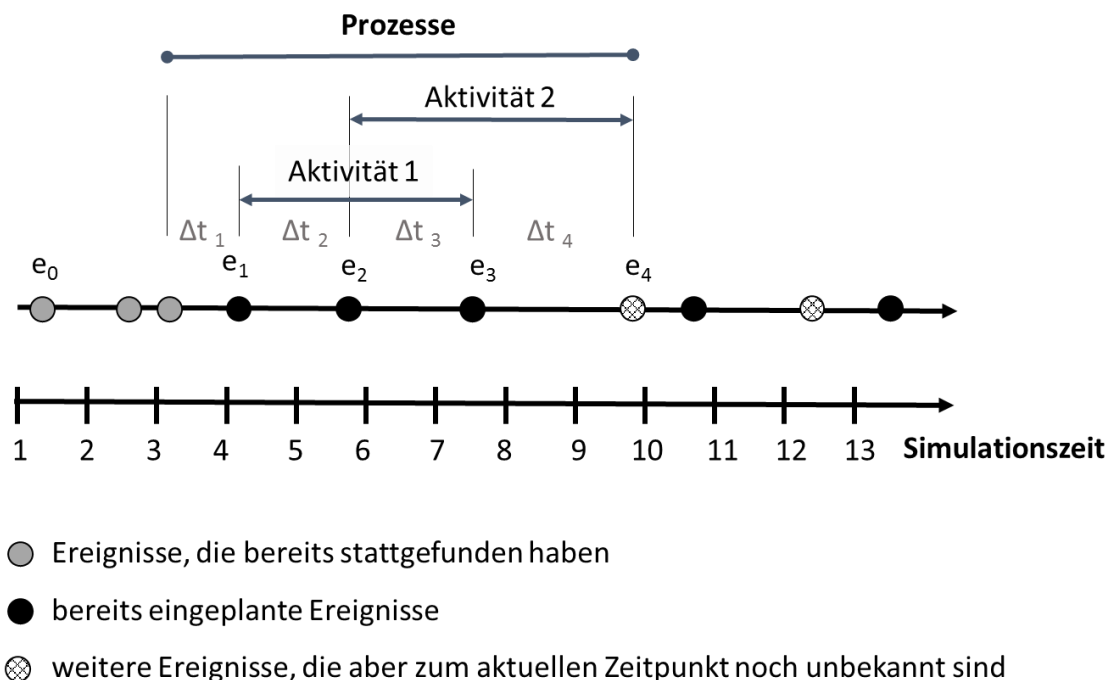 Prozesse
Aktivität 2
Aktivität 1
Δt 1 Δt 2 Δt 3 Δt 4
e0 e1 e2 e3 e4
1 2 3 4 5 6 7 8 9 10 11 12 13 Simulationszeit
Ereignisse, die bereits stattgefunden haben
bereits eingeplante Ereignisse
weitere Ereignisse, die aber zum aktuellen Zeitpunkt noch unbekannt sind